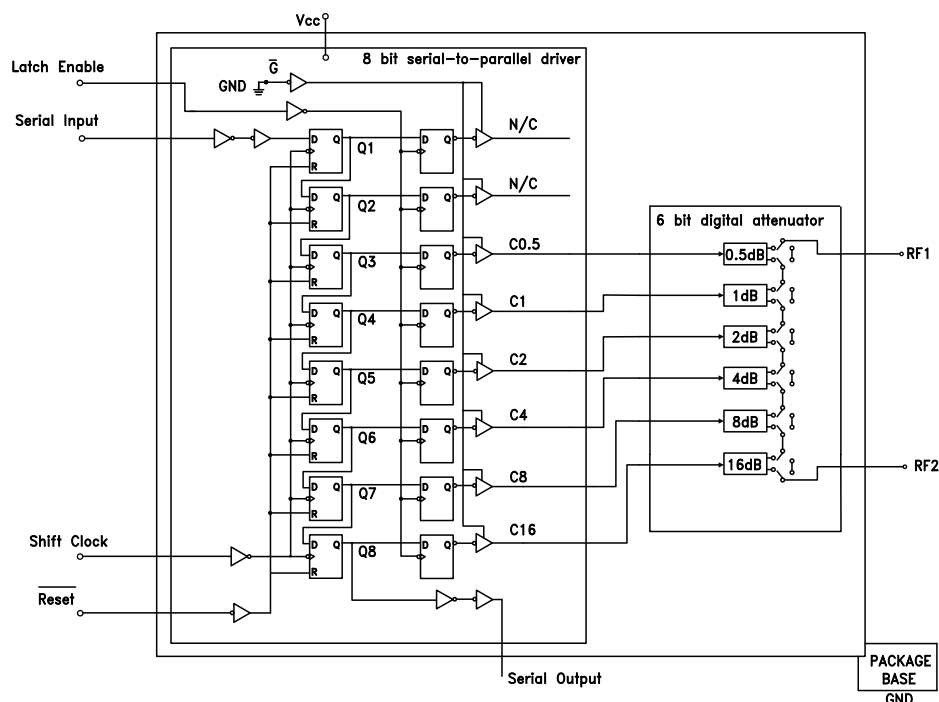 Vcc
8 bit serial-to-parallel driver
Latch Enable
G
GND
Serial Input
D Q
R
Q1
D Q
N/C
D Q
R
Q2
D Q
N/C
6 bit digital attenuator
D Q
R
Q3
D Q
C0.5
0.5dB
RF1
D Q
R
Q4
D Q
C1
1dB
D Q
R
Q5
D Q
C2
2dB
D Q
R
Q6
D Q
C4
4dB
D Q
R
Q7
D Q
C8
8dB
D Q
R
Q8
D Q
C16
16dB
RF2
Shift Clock
Reset
Serial Output
PACKAGE
BASE
GND